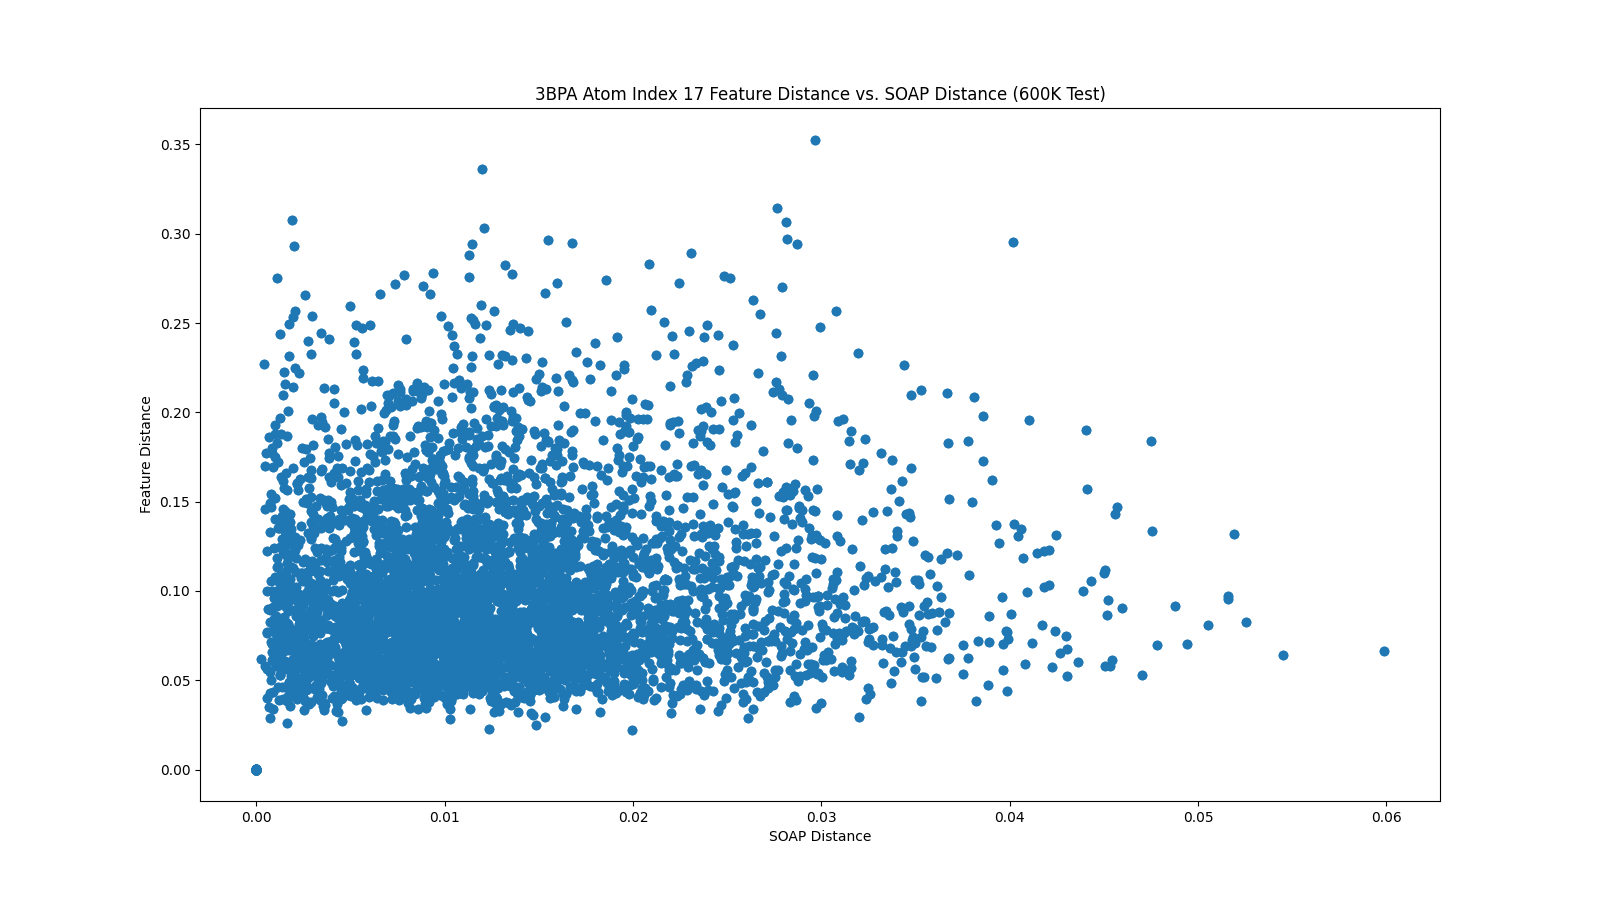 3BPA Atom Index 17 Feature Distance vs. SOAP Distance (600K Test)
0.35
0.30
0.25
0.20
0.15
0.10
0.05
0.00
Feature Distance
0.00 0.01 0.02 0.03 0.04 0.05 0.06
SOAP Distance